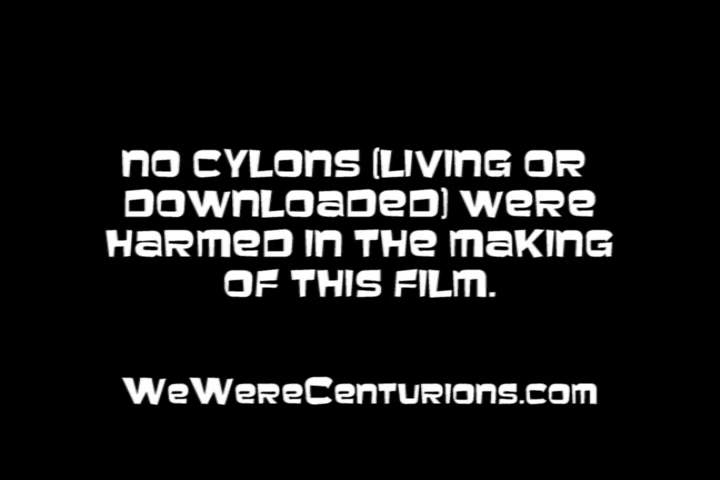 NO CYLONS (LIVING OR
DOWNLOADED) WERE
HARMED IN THE MAKING
OF THIS FILM.
WeWereCenturions.com